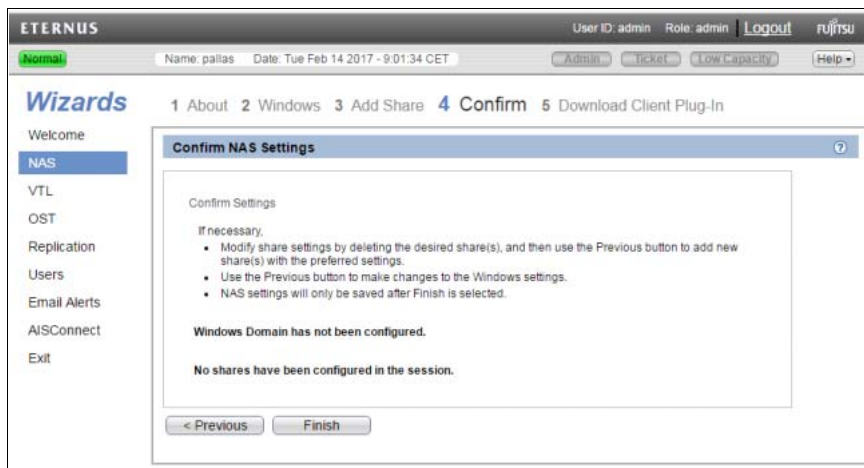 ETERNUS
User ID: admin Role: admin Logout FUJITSU
Normal Name: pallas Date: Tue Feb 14 2017 - 9:01:34 CET Admin Ticket Low Capacity Help
Wizards
1 About 2 Windows 3 Add Share 4 Confirm 5 Download Client Plug-In
Welcome
NAS
VTL
OST
Replication
Users
Email Alerts
AISConnect
Exit
Confirm NAS Settings ?
Confirm Settings
If necessary,
• Modify share settings by deleting the desired share(s), and then use the Previous button to add new
share(s) with the preferred settings.
• Use the Previous button to make changes to the Windows settings.
• NAS settings will only be saved after Finish is selected.
Windows Domain has not been configured.
No shares have been configured in the session.
< Previous Finish